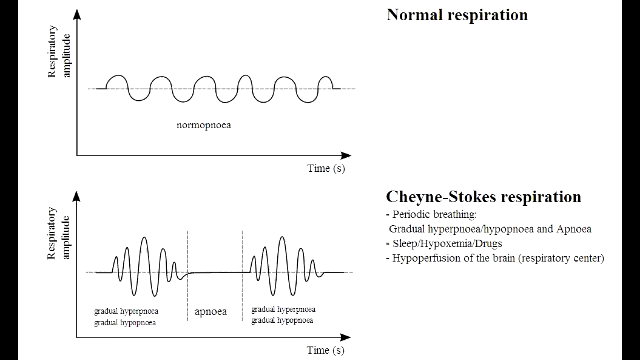 Normal respiration
Respiratory
amplitude
normopnoea
Time (s)
Cheyne-Stokes respiration
- Periodic breathing:
Gradual hyperpnoea/hypopnoea and Apnoea
- Sleep/Hypoxemia/Drugs
- Hypoperfusion of the brain (respiratory center)
Respiratory
amplitude
gradual hyperpnoea
gradual hypopnoea
apnoea
gradual hyperpnoea
gradual hypopnoea
Time (s)